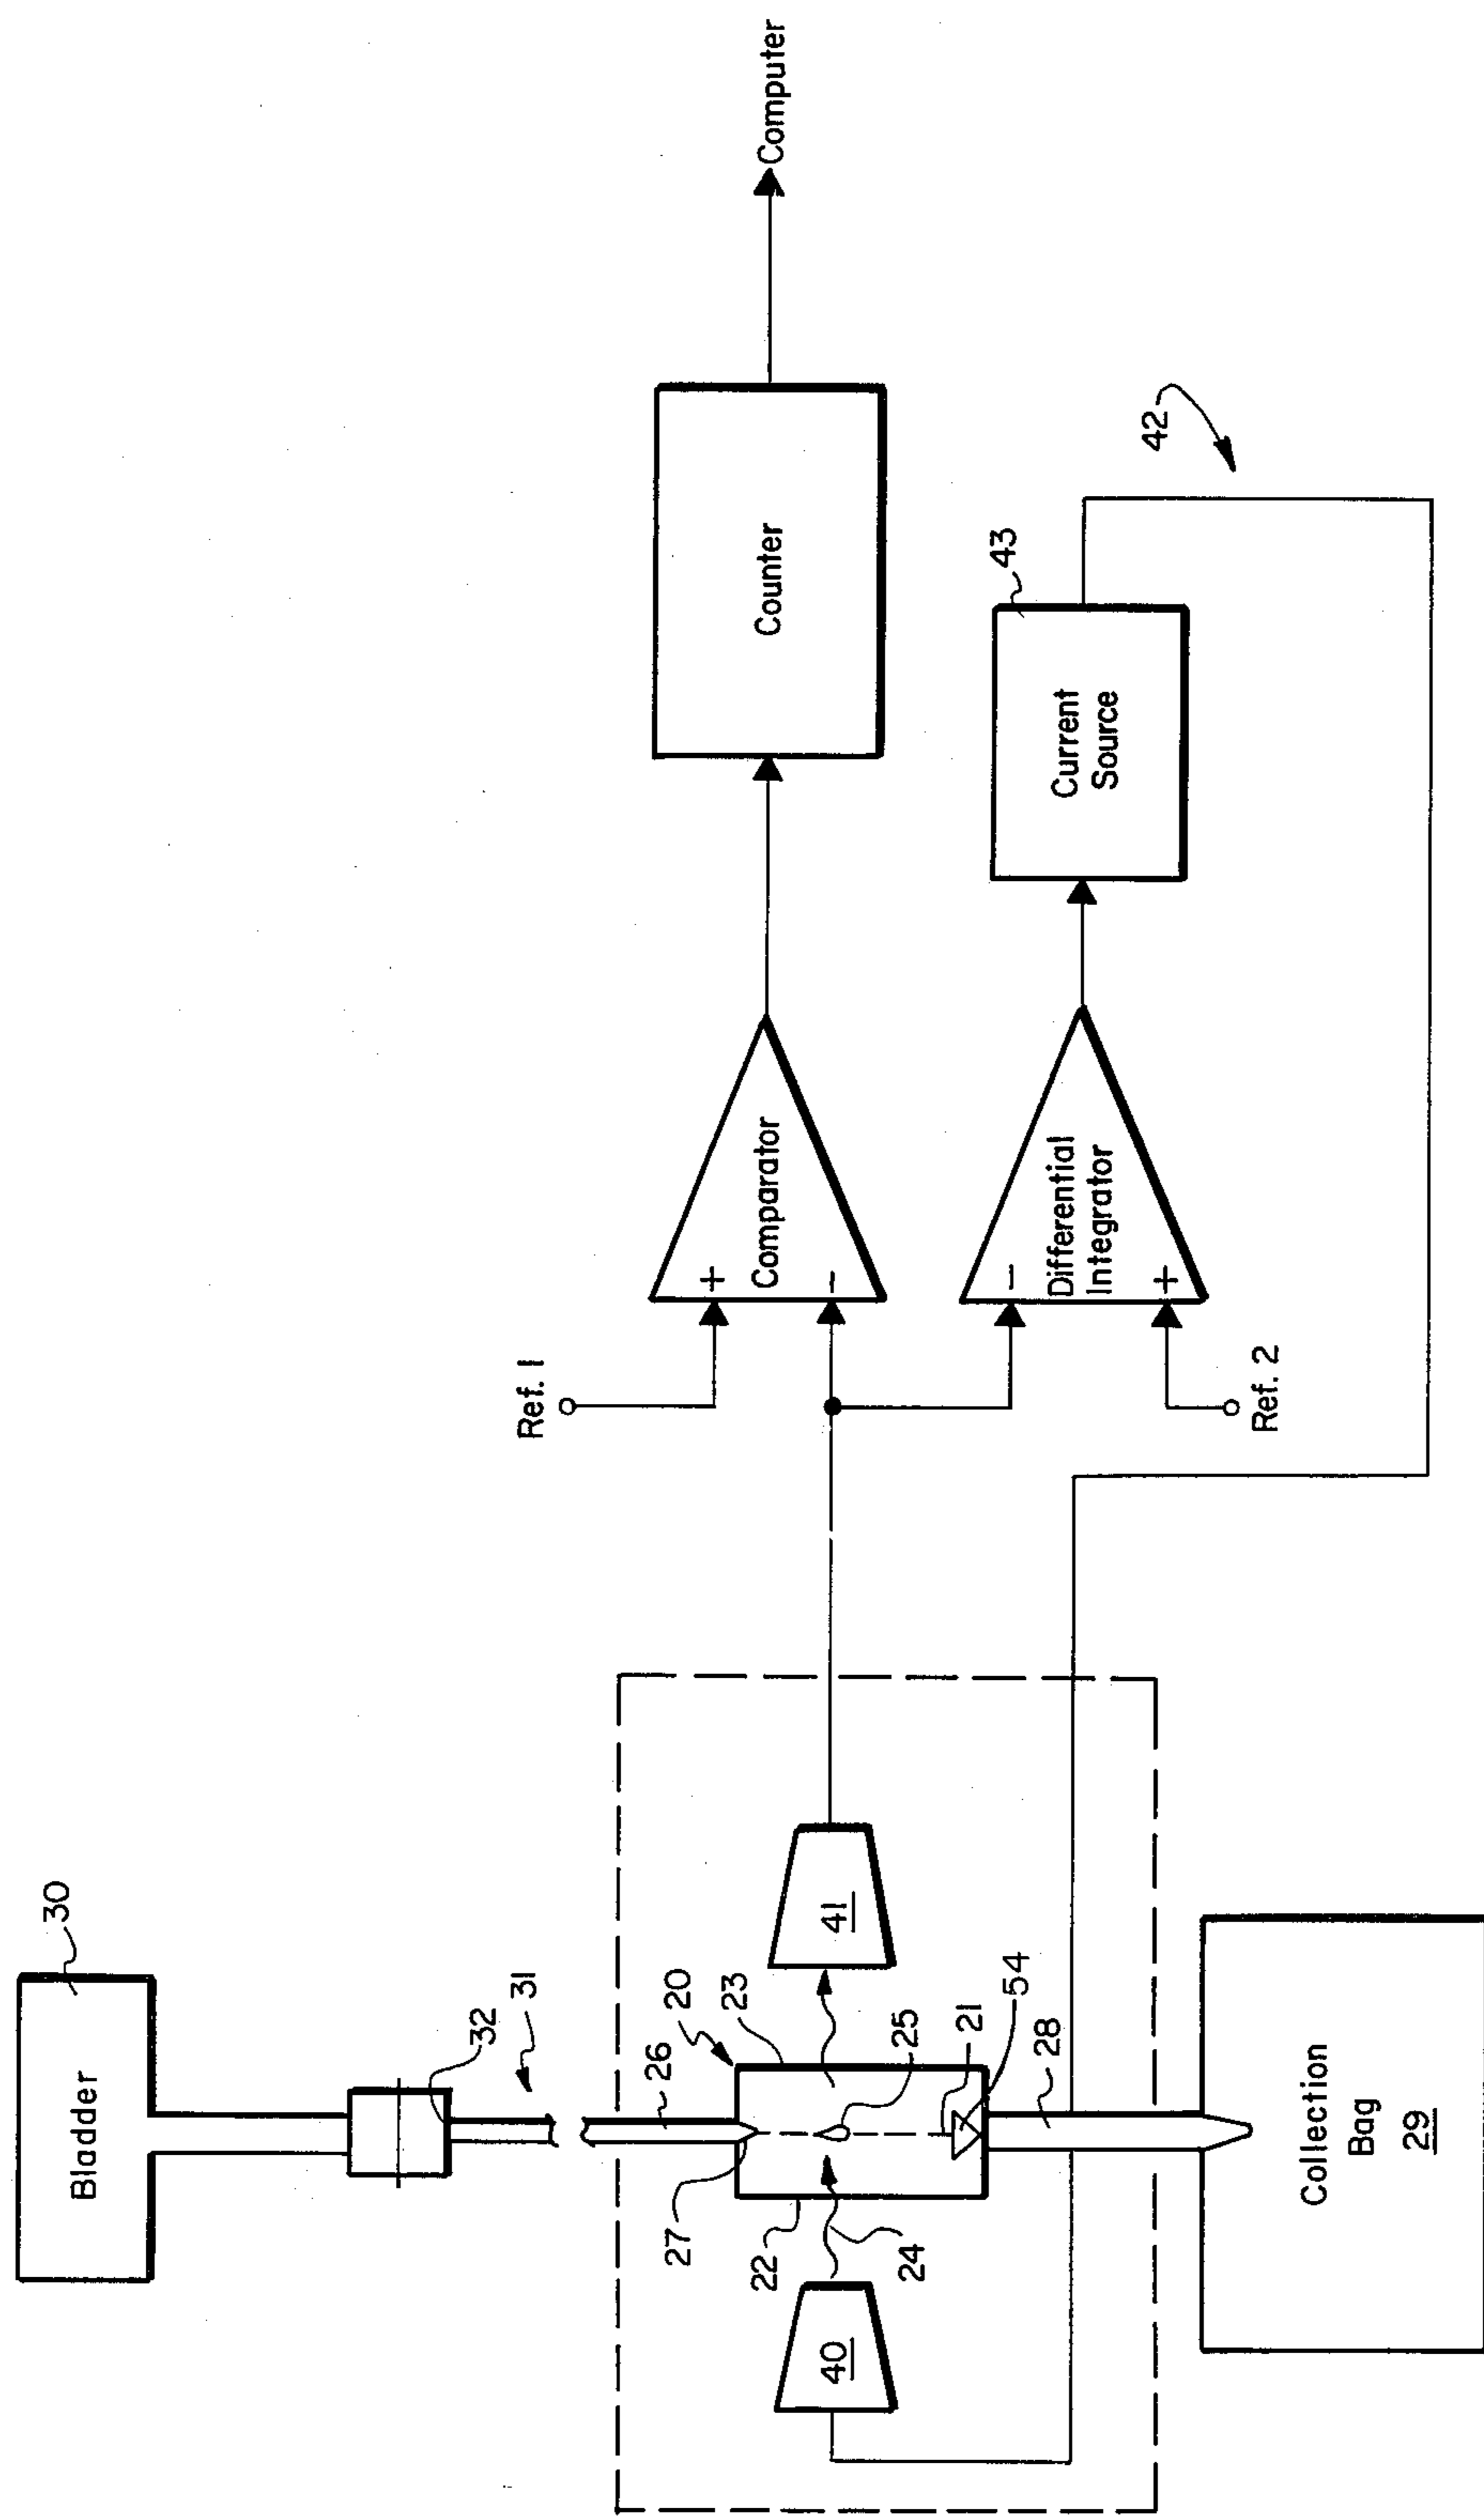 Bladder
30
32
31
26
20
23
27
22
25
24
21
54
28
40
41
Collection
Bag
29
Ref. 1
+
Comparator
-
-
Differential
Integrator
+
Ref. 2
Counter
Computer
Current
Source
43
42